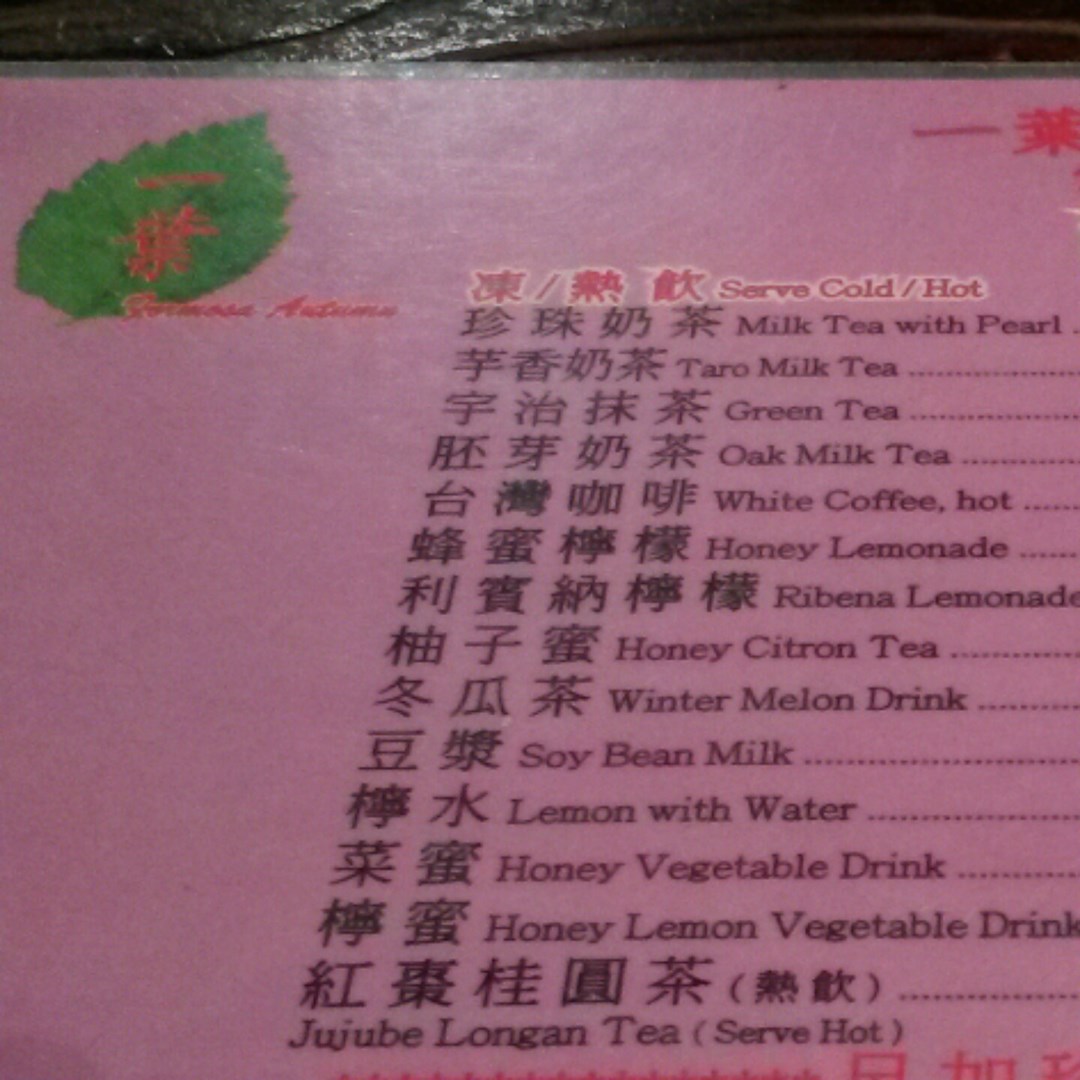 一葉
一
葉
Formosa Autumn
凍/熱飲 Serve Cold/Hot
珍珠奶茶 Milk Tea with Pearl
芋香奶茶 Taro Milk Tea
宇治抹茶 Green Tea
胚芽奶茶 Oak Milk Tea
台灣咖啡 White Coffee, hot
蜂蜜檸檬 Honey Lemonade
利賓納檸檬 Ribena Lemonade
柚子蜜 Honey Citron Tea
冬瓜茶 Winter Melon Drink
豆漿 Soy Bean Milk
檸水 Lemon with Water
菜蜜 Honey Vegetable Drink
檸蜜 Honey Lemon Vegetable Drink
紅棗桂圓茶(熱飲)
Jujube Longan Tea (Serve Hot)